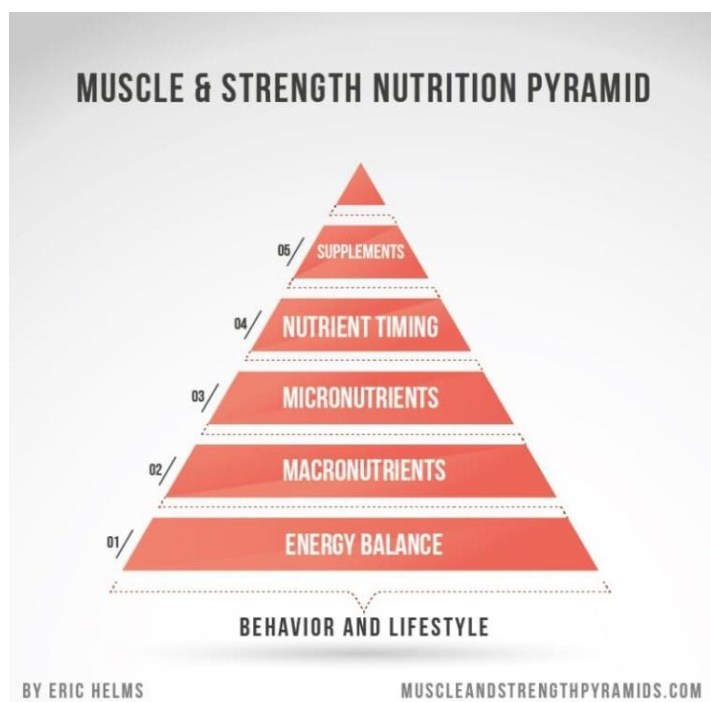 MUSCLE & STRENGTH NUTRITION PYRAMID
05/ SUPPLEMENTS
04/ NUTRIENT TIMING
03/ MICRONUTRIENTS
02/ MACRONUTRIENTS
01/ ENERGY BALANCE
BEHAVIOR AND LIFESTYLE
BY ERIC HELMS
MUSCLEANDSTRENGTHPYRAMIDS.COM